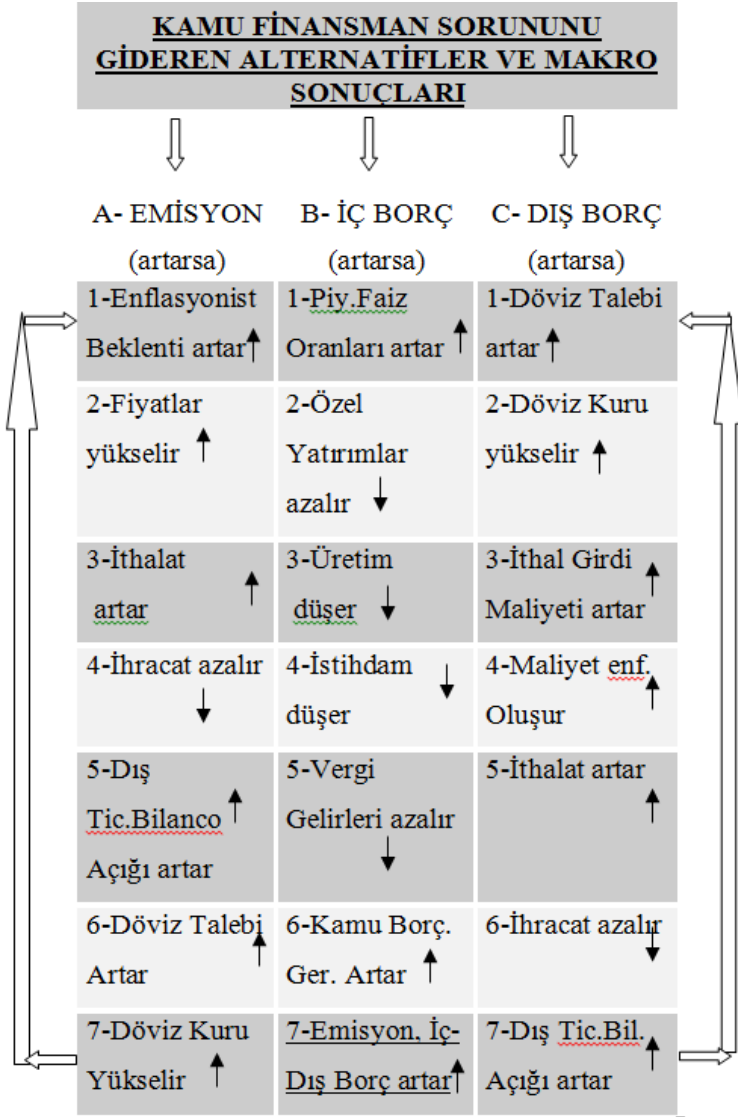 KAMU FİNANSMAN SORUNUNU
GİDEREN ALTERNATİFLER VE MAKRO
SONUÇLARI
A- EMİSYON
(artarsa)
B- İÇ BORÇ
(artarsa)
C- DIŞ BORÇ
(artarsa)
1-Enflasyonist
Beklenti artar
1-Piy.Faiz
Oranları artar
1-Döviz Talebi
artar
2-Fiyatlar
yükselir
2-Özel
Yatırımlar
azalır
2-Döviz Kuru
yükselir
3-İthalat
artar
3-Üretim
düşer
3-İthal Girdi
Maliyeti artar
4-İhracat azalır
4-İstihdam
düşer
4-Maliyet enf.
Oluşur
5-Dış
Tic.Bilanco
Açığı artar
5-Vergi
Gelirleri azalır
5-İthalat artar
6-Döviz Talebi
Artar
6-Kamu Borç.
Ger. Artar
6-İhracat azalır
7-Döviz Kuru
Yükselir
7-Emisyon, İç-
Dış Borç artar
7-Dış Tic.Bil.
Açığı artar